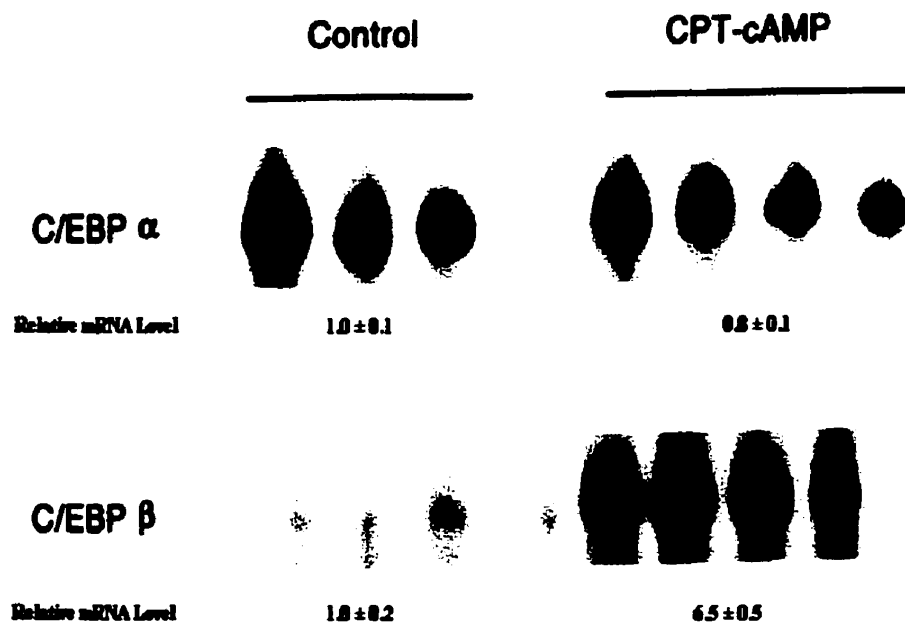 Control CPT-cAMP
C/EBP α
Relative mRNA Level 1.0 ± 0.1 0.8 ± 0.1
C/EBP β
Relative mRNA Level 1.0 ± 0.2 6.5 ± 0.5